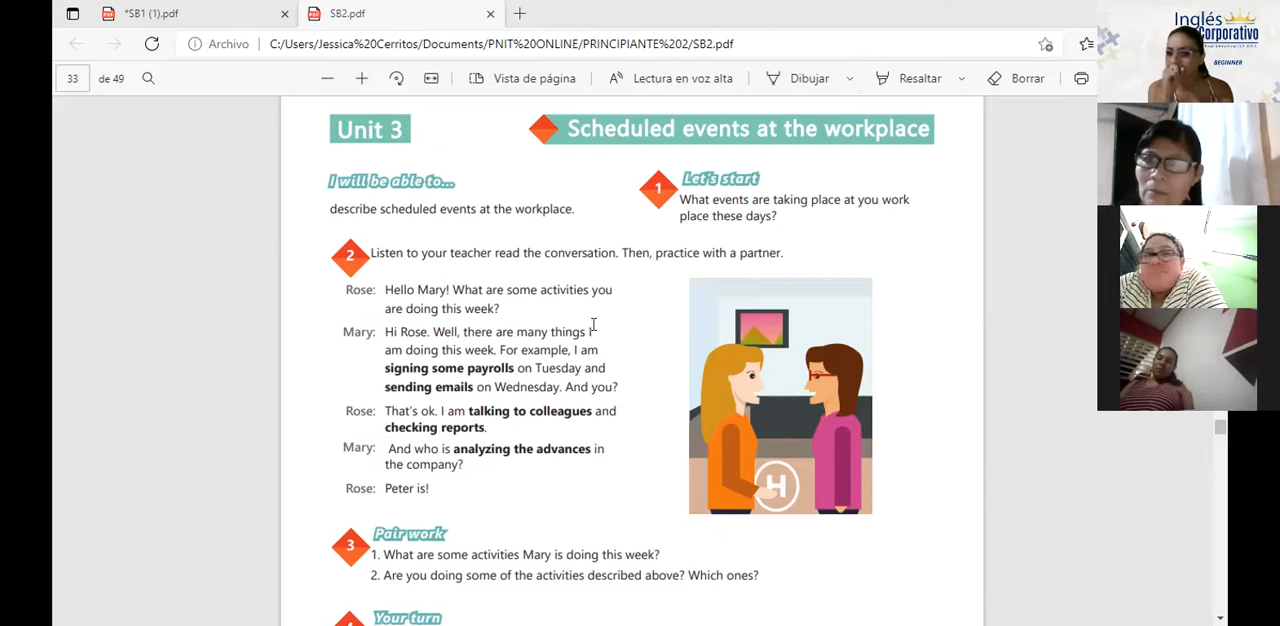 *SB1 (1).pdf
SB2.pdf
Archivo
C:/Users/Jessica%20Cerritos/Documents/PNIT%20ONLINE/PRINCIPIANTE%202/SB2.pdf
33
de 49
Vista de página
Lectura en voz alta
Dibujar
Resaltar
Borrar
Inglés
Corporativo
BEGINNER
Unit 3
Scheduled events at the workplace
I will be able to...
describe scheduled events at the workplace.
1
Let's start
What events are taking place at you work
place these days?
2
Listen to your teacher read the conversation. Then, practice with a partner.
Rose: Hello Mary! What are some activities you
are doing this week?
Mary: Hi Rose. Well, there are many things I
am doing this week. For example, I am
signing some payrolls on Tuesday and
sending emails on Wednesday. And you?
Rose: That's ok. I am talking to colleagues and
checking reports.
Mary: And who is analyzing the advances in
the company?
Rose: Peter is!
H
3
Pair work
1. What are some activities Mary is doing this week?
2. Are you doing some of the activities described above? Which ones?
Your turn